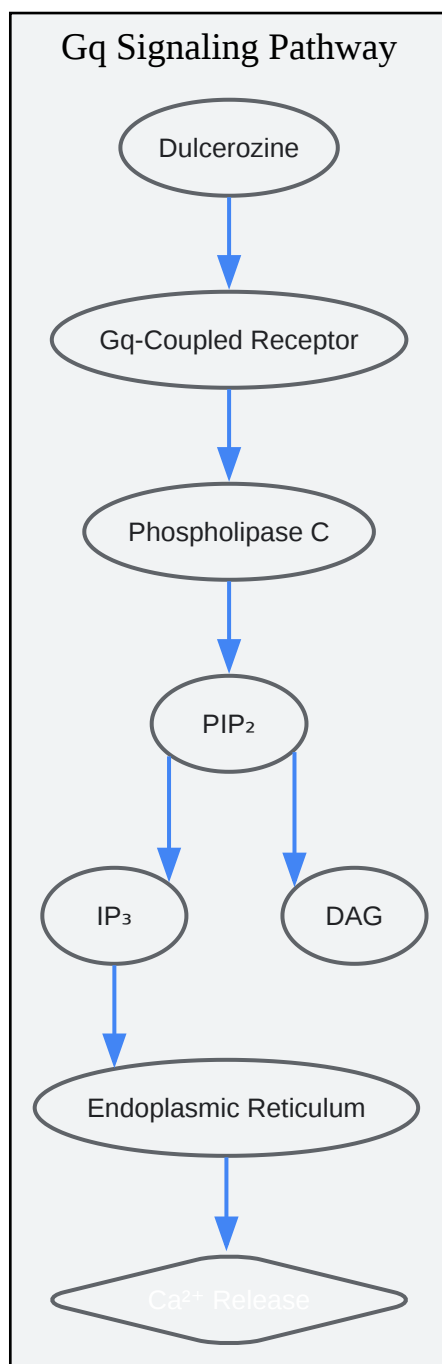 Gq Signaling Pathway
Dulcerozine
Gq-Coupled Receptor
Phospholipase C
PIP₂
IP₃
DAG
Endoplasmic Reticulum
Ca²⁺ Release